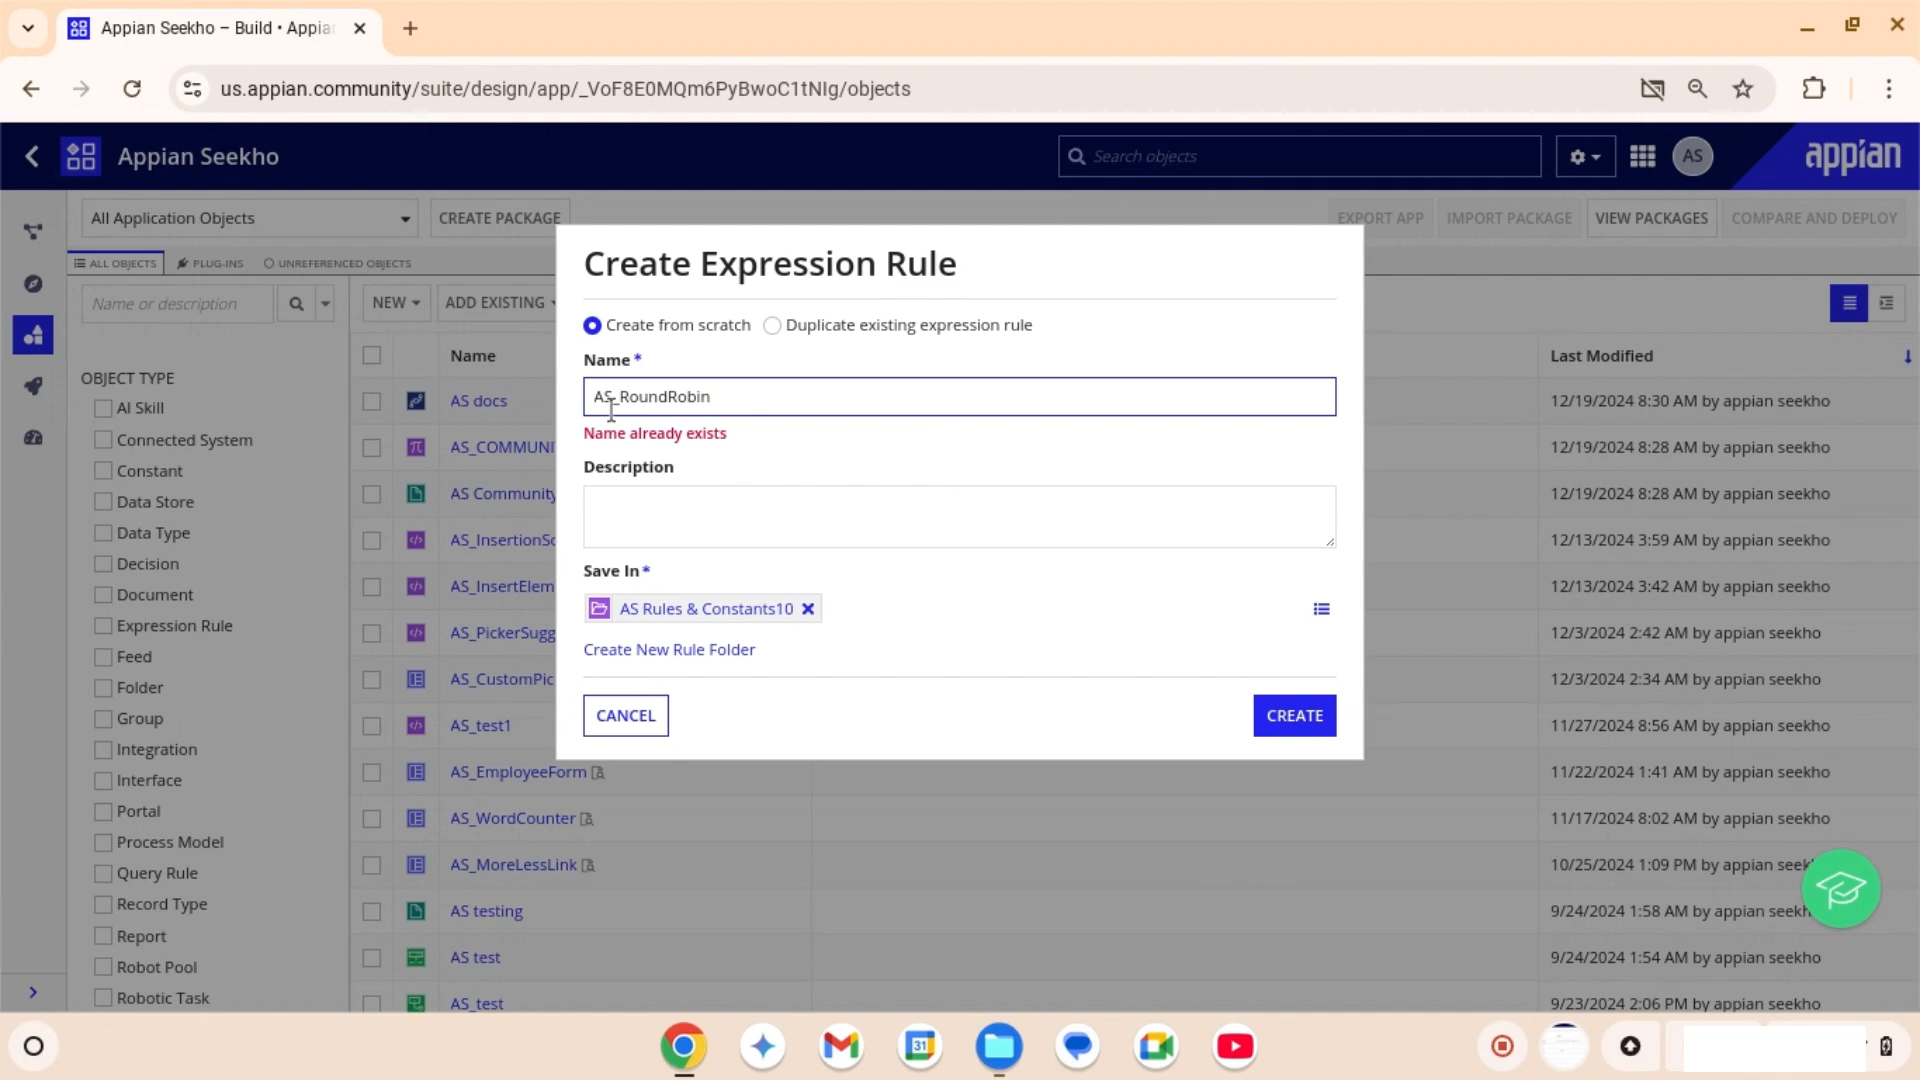 Appian Seekho – Build • Appia
us.appian.community/suite/design/app/_VoF8E0MQm6PyBwoC1tNIg/objects
Appian Seekho
Search objects
AS
appian
All Application Objects
CREATE PACKAGE
EXPORT APP
IMPORT PACKAGE
VIEW PACKAGES
COMPARE AND DEPLOY
ALL OBJECTS
PLUG-INS
UNREFERENCED OBJECTS
Name or description
NEW
ADD EXISTING
Name
Last Modified
OBJECT TYPE
AI Skill
Connected System
Constant
Data Store
Data Type
Decision
Document
Expression Rule
Feed
Folder
Group
Integration
Interface
Portal
Process Model
Query Rule
Record Type
Report
Robot Pool
Robotic Task
AS docs
12/19/2024 8:30 AM by appian seekho
AS_COMMUNI
12/19/2024 8:28 AM by appian seekho
AS Community
12/19/2024 8:28 AM by appian seekho
AS_InsertionSo
12/13/2024 3:59 AM by appian seekho
AS_InsertElem
12/13/2024 3:42 AM by appian seekho
AS_PickerSugg
12/3/2024 2:42 AM by appian seekho
AS_CustomPic
12/3/2024 2:34 AM by appian seekho
AS_test1
11/27/2024 8:56 AM by appian seekho
AS_EmployeeForm
11/22/2024 1:41 AM by appian seekho
AS_WordCounter
11/17/2024 8:02 AM by appian seekho
AS_MoreLessLink
10/25/2024 1:09 PM by appian seekh
AS testing
9/24/2024 1:58 AM by appian seekh
AS test
9/24/2024 1:54 AM by appian seekho
AS_test
9/23/2024 2:06 PM by appian seekho
Create Expression Rule
Create from scratch
Duplicate existing expression rule
Name *
AS_RoundRobin
Name already exists
Description
Save In *
AS Rules & Constants10
Create New Rule Folder
CANCEL
CREATE
31